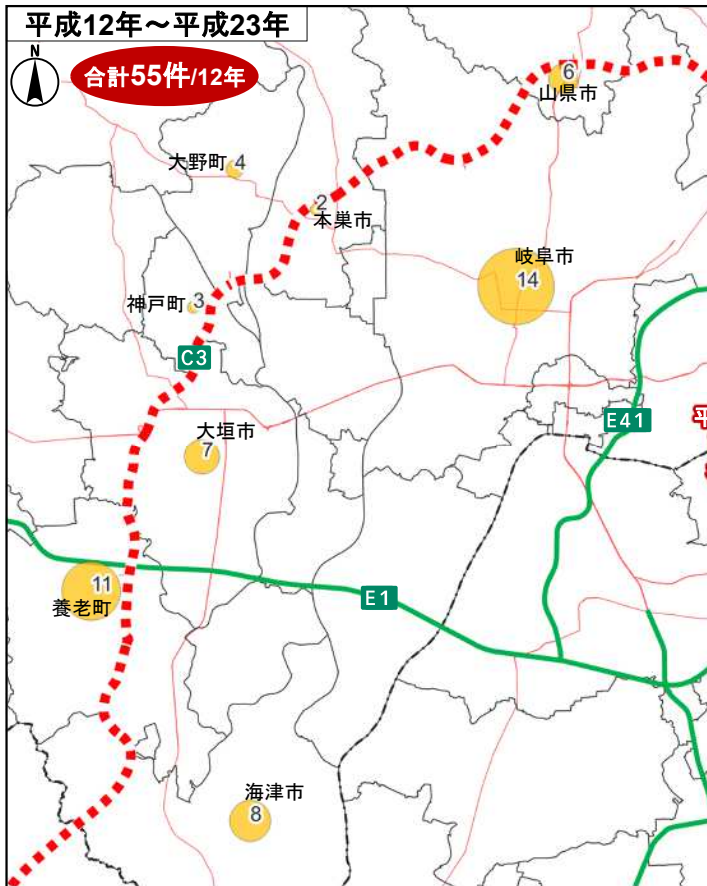 平成12年～平成23年
N
合計55件/12年
6
山県市
大野町 4
2
本巣市
岐阜市
14
神戸町 3
C3
E41
平
大垣市
7
11
養老町
E1
海津市
8